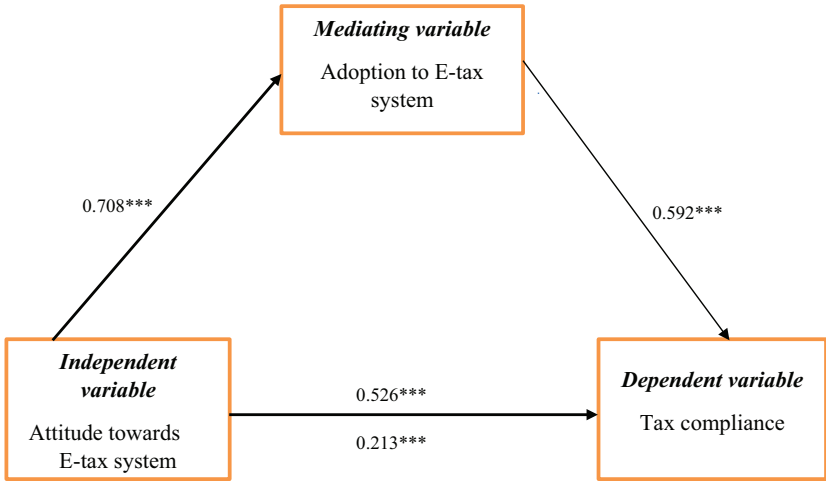 Mediating variable
Adoption to E-tax
system
0.708***
0.592***
Independent
variable
Attitude towards
E-tax system
0.526***
0.213***
Dependent variable
Tax compliance